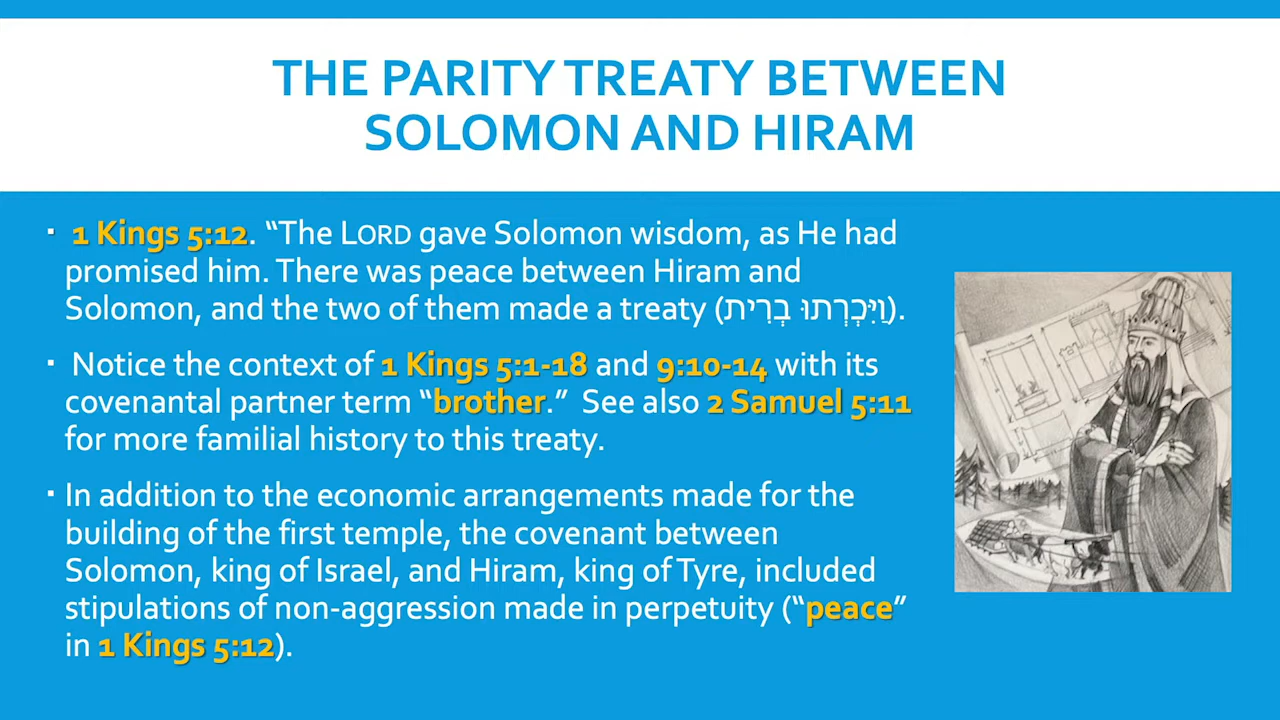 THE PARITY TREATY BETWEEN
SOLOMON AND HIRAM
▪ 1 Kings 5:12. “The LORD gave Solomon wisdom, as He had
promised him. There was peace between Hiram and
Solomon, and the two of them made a treaty (וַיִּכְרְתוּ בְרִית).
▪ Notice the context of 1 Kings 5:1-18 and 9:10-14 with its
covenantal partner term “brother.” See also 2 Samuel 5:11
for more familial history to this treaty.
▪ In addition to the economic arrangements made for the
building of the first temple, the covenant between
Solomon, king of Israel, and Hiram, king of Tyre, included
stipulations of non-aggression made in perpetuity (“peace”
in 1 Kings 5:12).